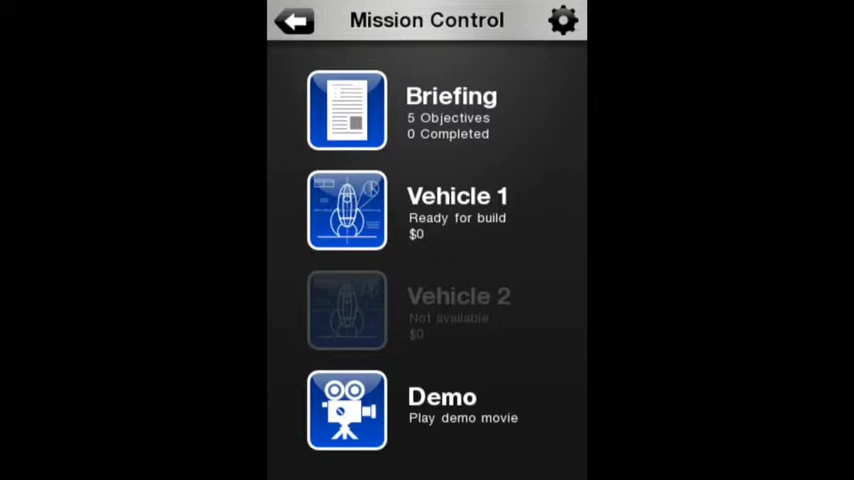 Mission Control
Briefing
5 Objectives
0 Completed
Vehicle 1
Ready for build
$0
Vehicle 2
Not available
$0
Demo
Play demo movie